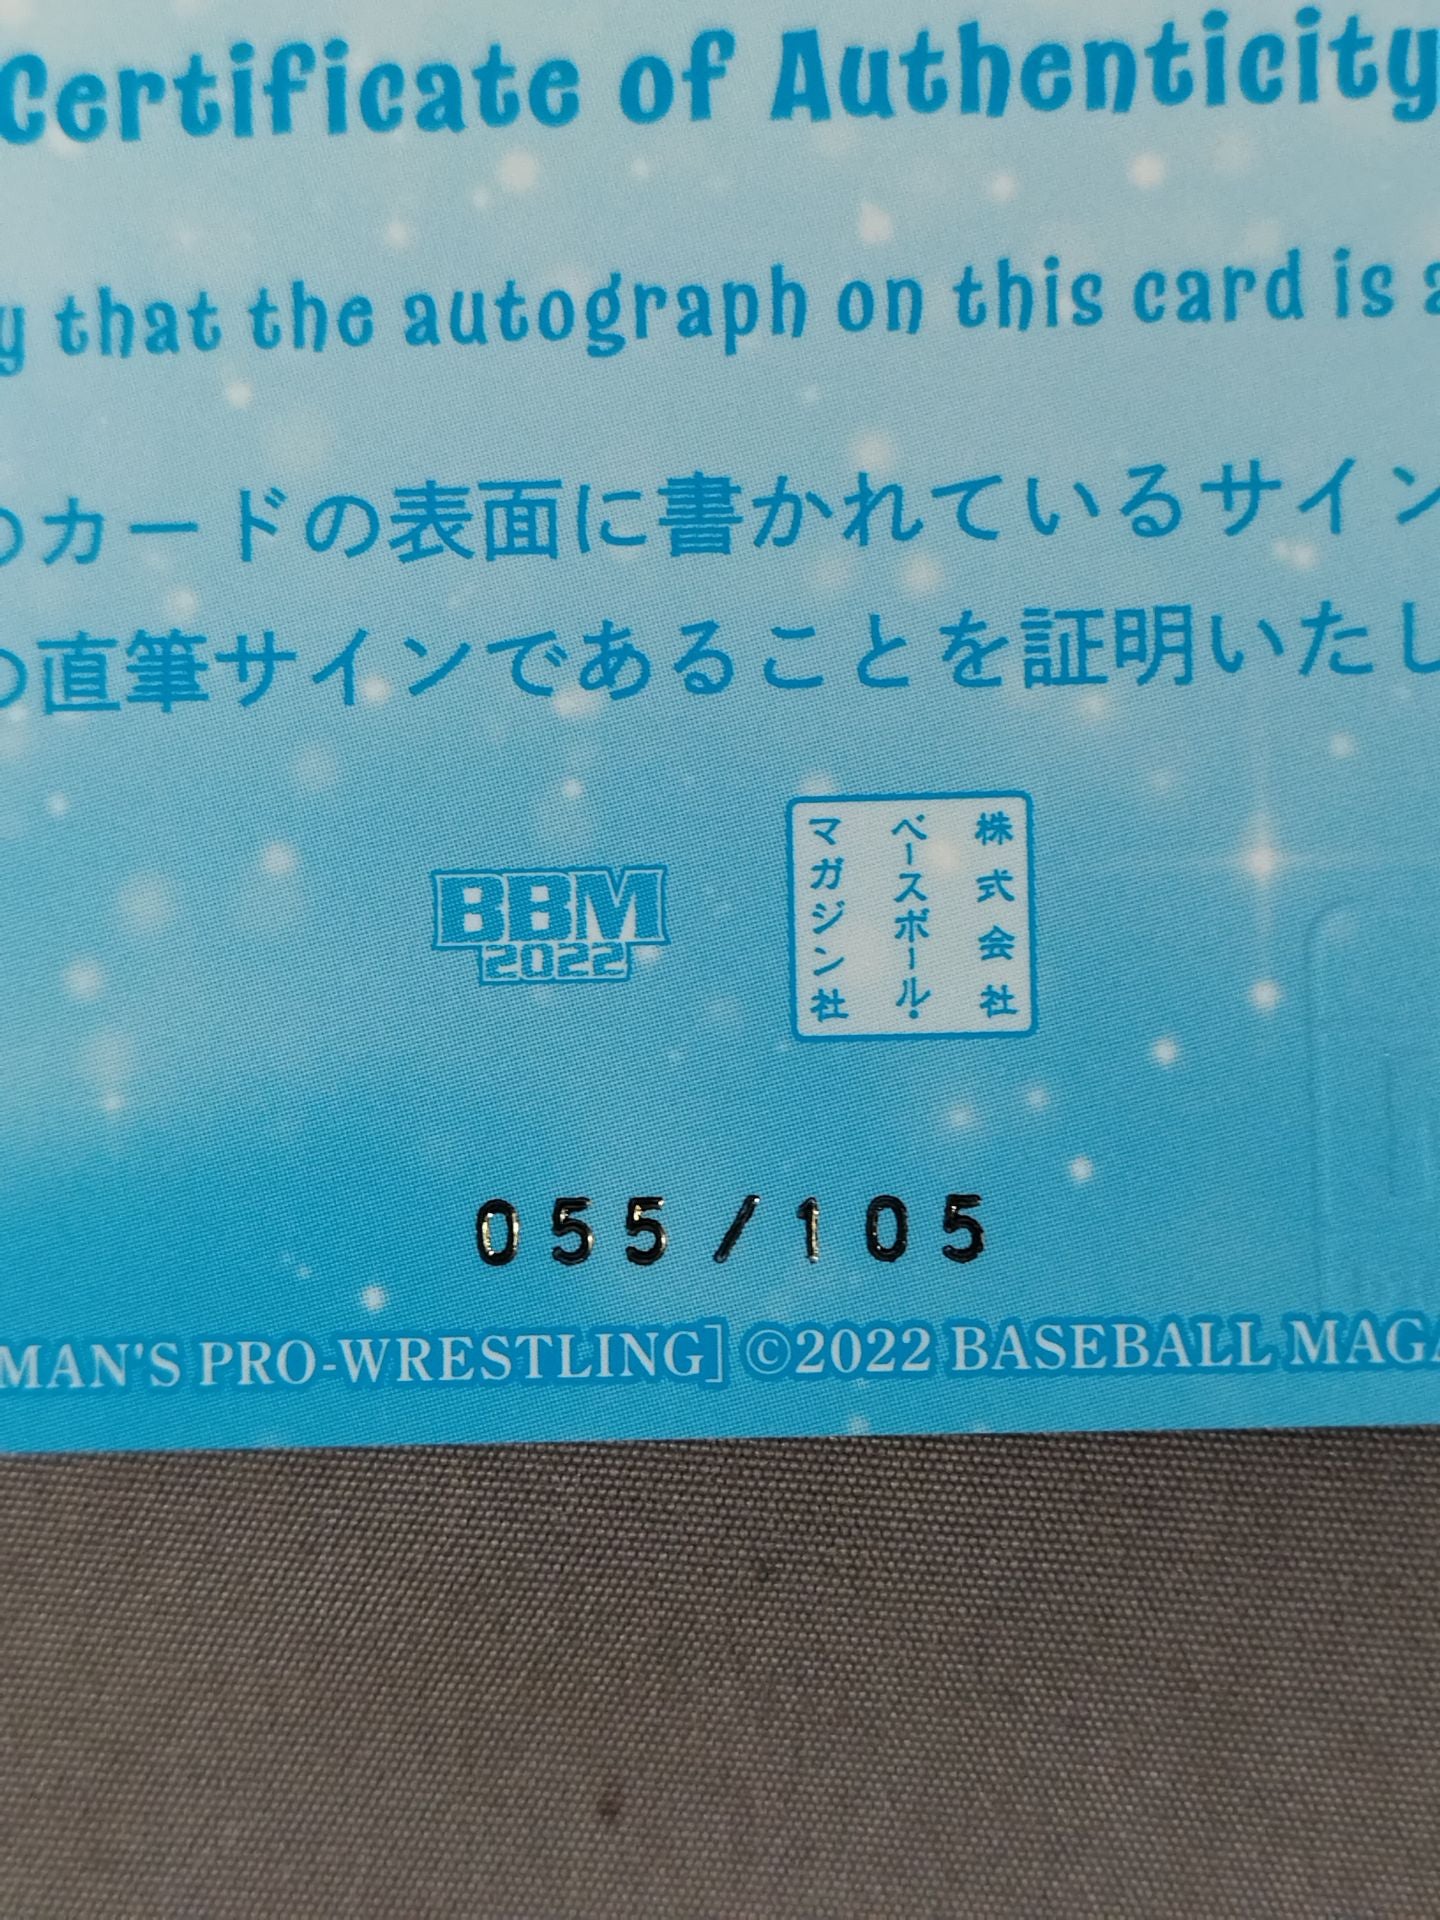 Certificate of Authenticity
that the autograph on this card is
カードの表面に書かれているサイン
直筆サインであることを証明いたし
BBM
2022
株式会社
ベースボール・
マガジン社
055/105
MAN'S PRO-WRESTLING] ©2022 BASEBALL MAGA